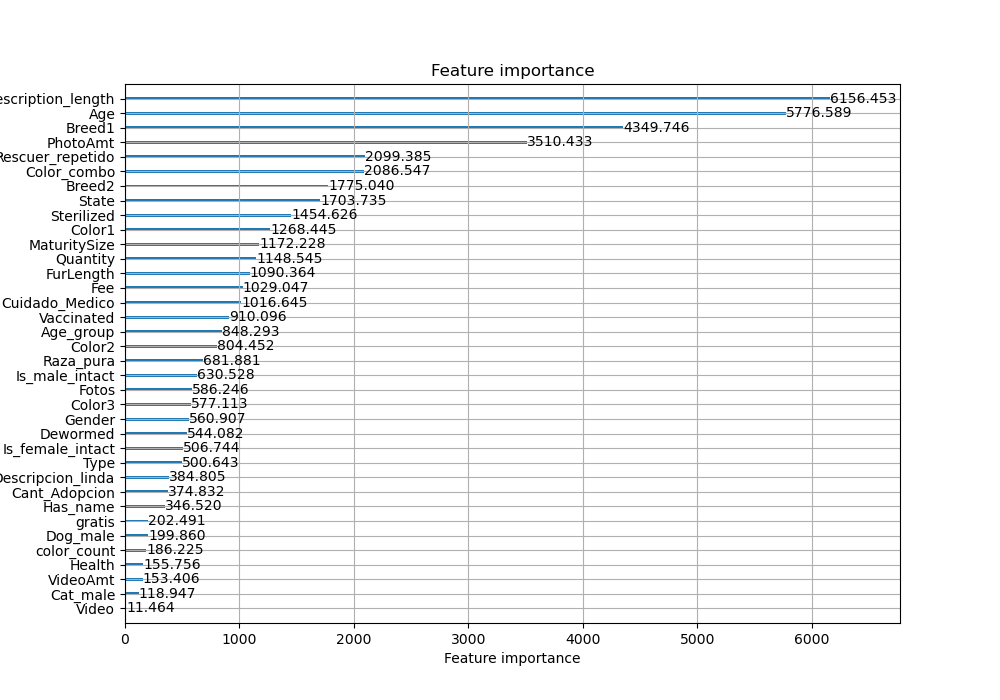 Feature importance
escription_length 6156.453
Age 5776.589
Breed1 4349.746
PhotoAmt 3510.433
Rescuer_repetido 2099.385
Color_combo 2086.547
Breed2 1775.040
State 1703.735
Sterilized 1454.626
Color1 1268.445
MaturitySize 1172.228
Quantity 1148.545
FurLength 1090.364
Fee 1029.047
Cuidado_Medico 1016.645
Vaccinated 910.096
Age_group 848.293
Color2 804.452
Raza_pura 681.881
Is_male_intact 630.528
Fotos 586.246
Color3 577.113
Gender 560.907
Dewormed 544.082
Is_female_intact 506.744
Type 500.643
Descripcion_linda 384.805
Cant_Adopcion 374.832
Has_name 346.520
gratis 202.491
Dog_male 199.860
color_count 186.225
Health 155.756
VideoAmt 153.406
Cat_male 118.947
Video 11.464
0 1000 2000 3000 4000 5000 6000
Feature importance